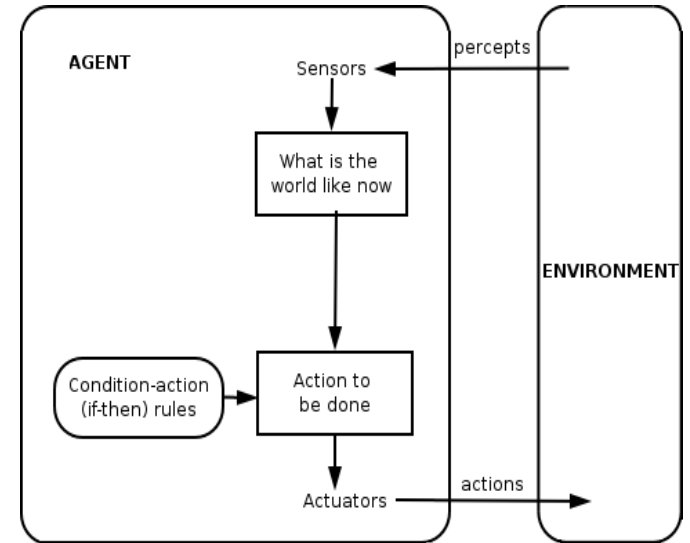 AGENT
percepts
Sensors
What is the
world like now
ENVIRONMENT
Condition-action
(if-then) rules
Action to
be done
Actuators
actions